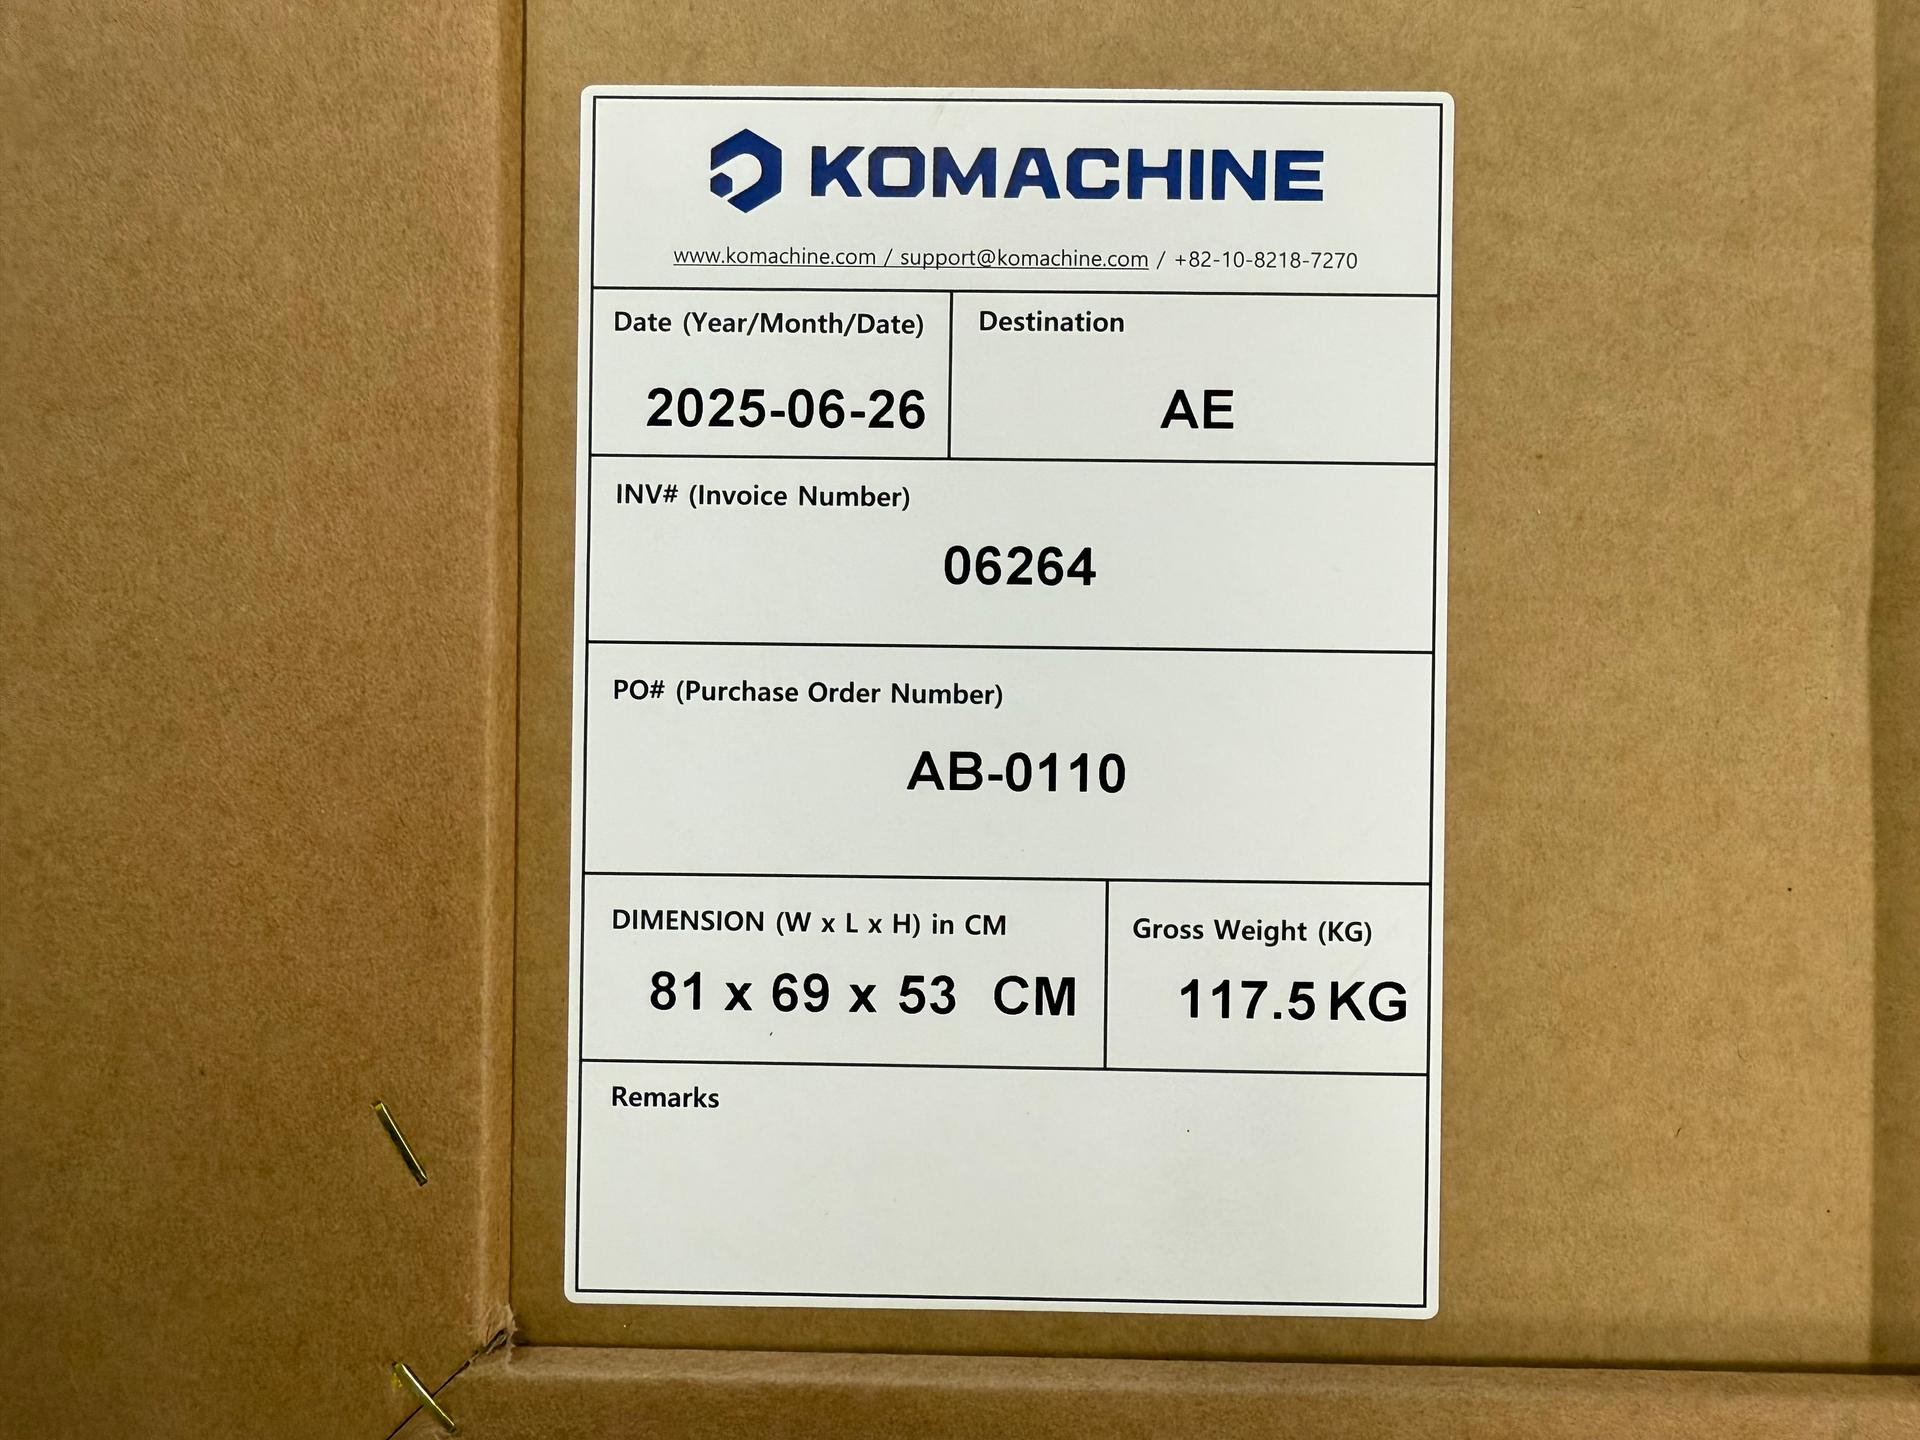 KOMACHINE
www.komachine.com / support@komachine.com / +82-10-8218-7270
Date (Year/Month/Date)
2025-06-26
Destination
AE
INV# (Invoice Number)
06264
PO# (Purchase Order Number)
AB-0110
DIMENSION (W x L x H) in CM
81 x 69 x 53 CM
Gross Weight (KG)
117.5 KG
Remarks